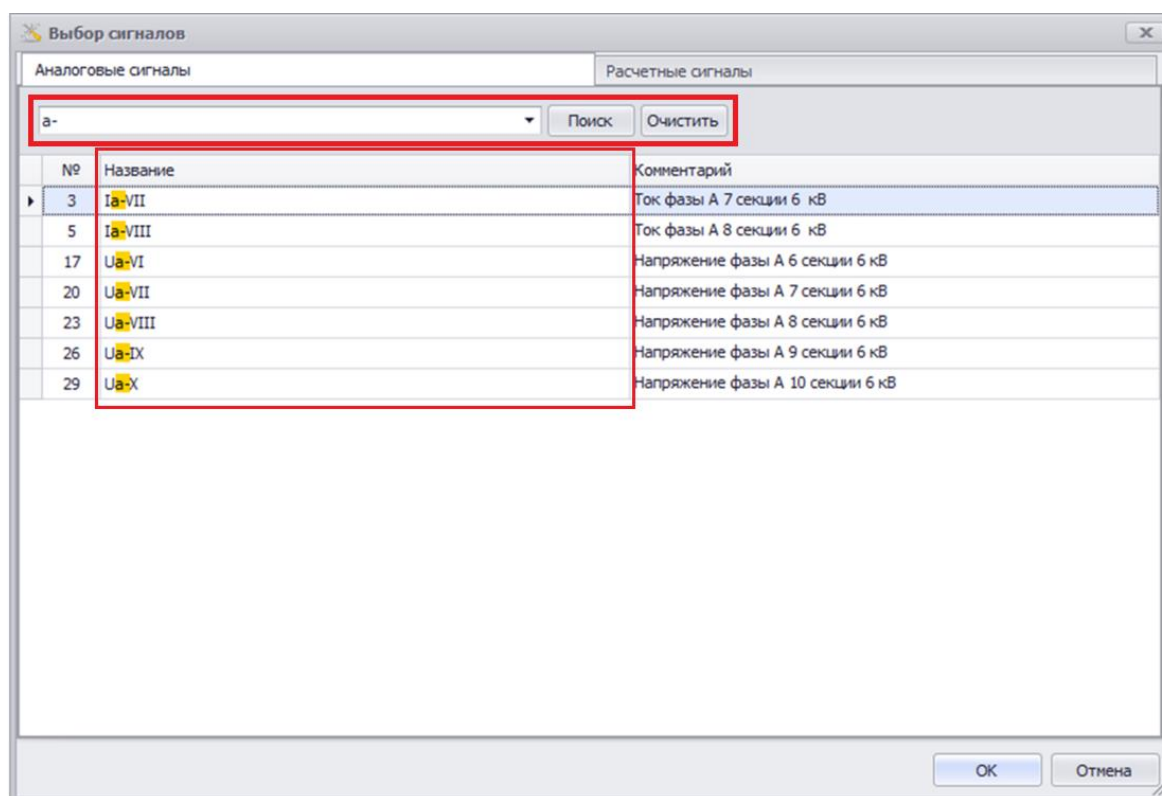 Выбор сигналов
Аналоговые сигналы Расчетные сигналы
a- Поиск Очистить
№ Название Комментарий
3 Ia-VII Ток фазы А 7 секции 6 кВ
5 Ia-VIII Ток фазы А 8 секции 6 кВ
17 Ua-VI Напряжение фазы А 6 секции 6 кВ
20 Ua-VII Напряжение фазы А 7 секции 6 кВ
23 Ua-VIII Напряжение фазы А 8 секции 6 кВ
26 Ua-IX Напряжение фазы А 9 секции 6 кВ
29 Ua-X Напряжение фазы А 10 секции 6 кВ
OK Отмена